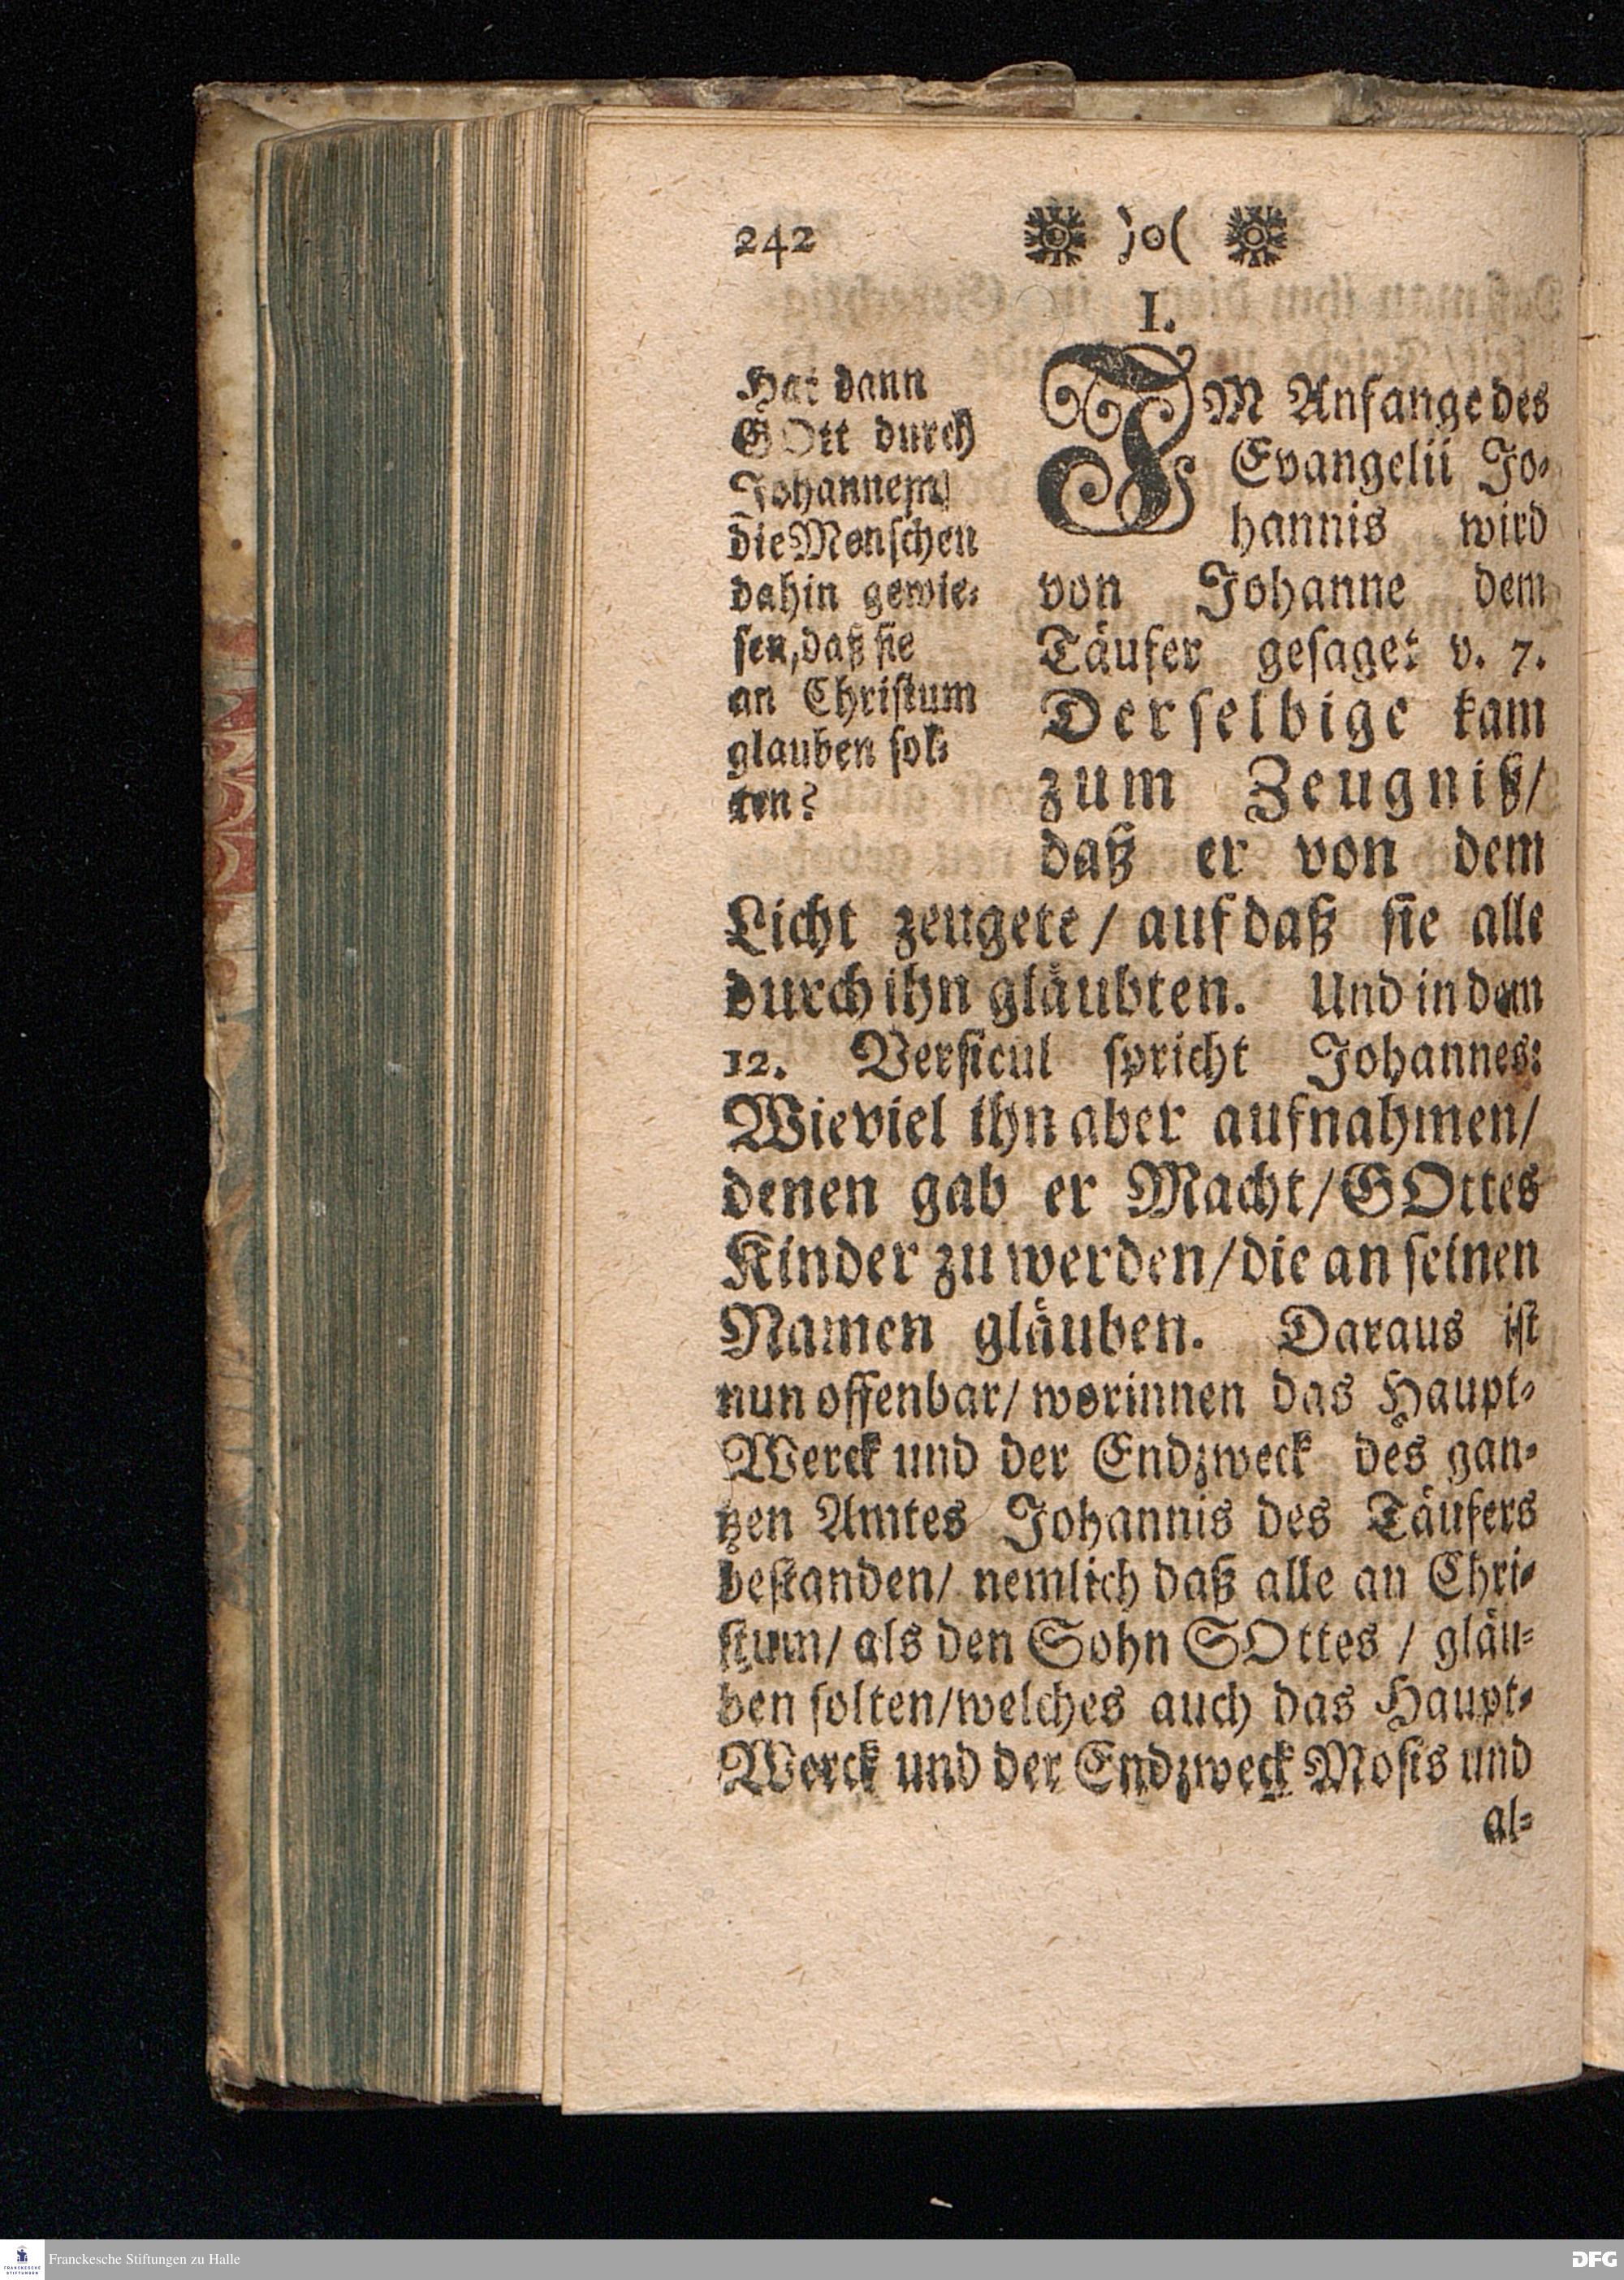 242 )o(
I.
Hat dann
GOtt durch
Johannem
die Menschen
dahin gewie-
sen, daß sie
an Christum
glauben sol-
ten?
IM Anfange des
Evangelii Jo-
hannis wird
von Johanne dem
Täufer gesaget v. 7.
Derselbige kam
zum Zeugniß/
daß er von dem
Licht zeugete / auf daß sie alle
durch ihn gläubten. Und in dem
12. Versicul spricht Johannes:
Wieviel ihn aber aufnahmen/
denen gab er Macht/ GOttes
Kinder zu werden/ die an seinen
Namen gläuben. Daraus ist
nun offenbar/ worinnen das Haupt-
Werck und der Endzweck des gan-
tzen Amtes Johannis des Täufers
bestanden/ nemlich daß alle an Chri-
stum/ als den Sohn GOttes / gläu-
ben solten/ welches auch das Haupt-
Werck und der Endzweck Mosis und
al-
FRANCKESCHE STIFTUNGEN
Franckesche Stiftungen zu Halle
DFG